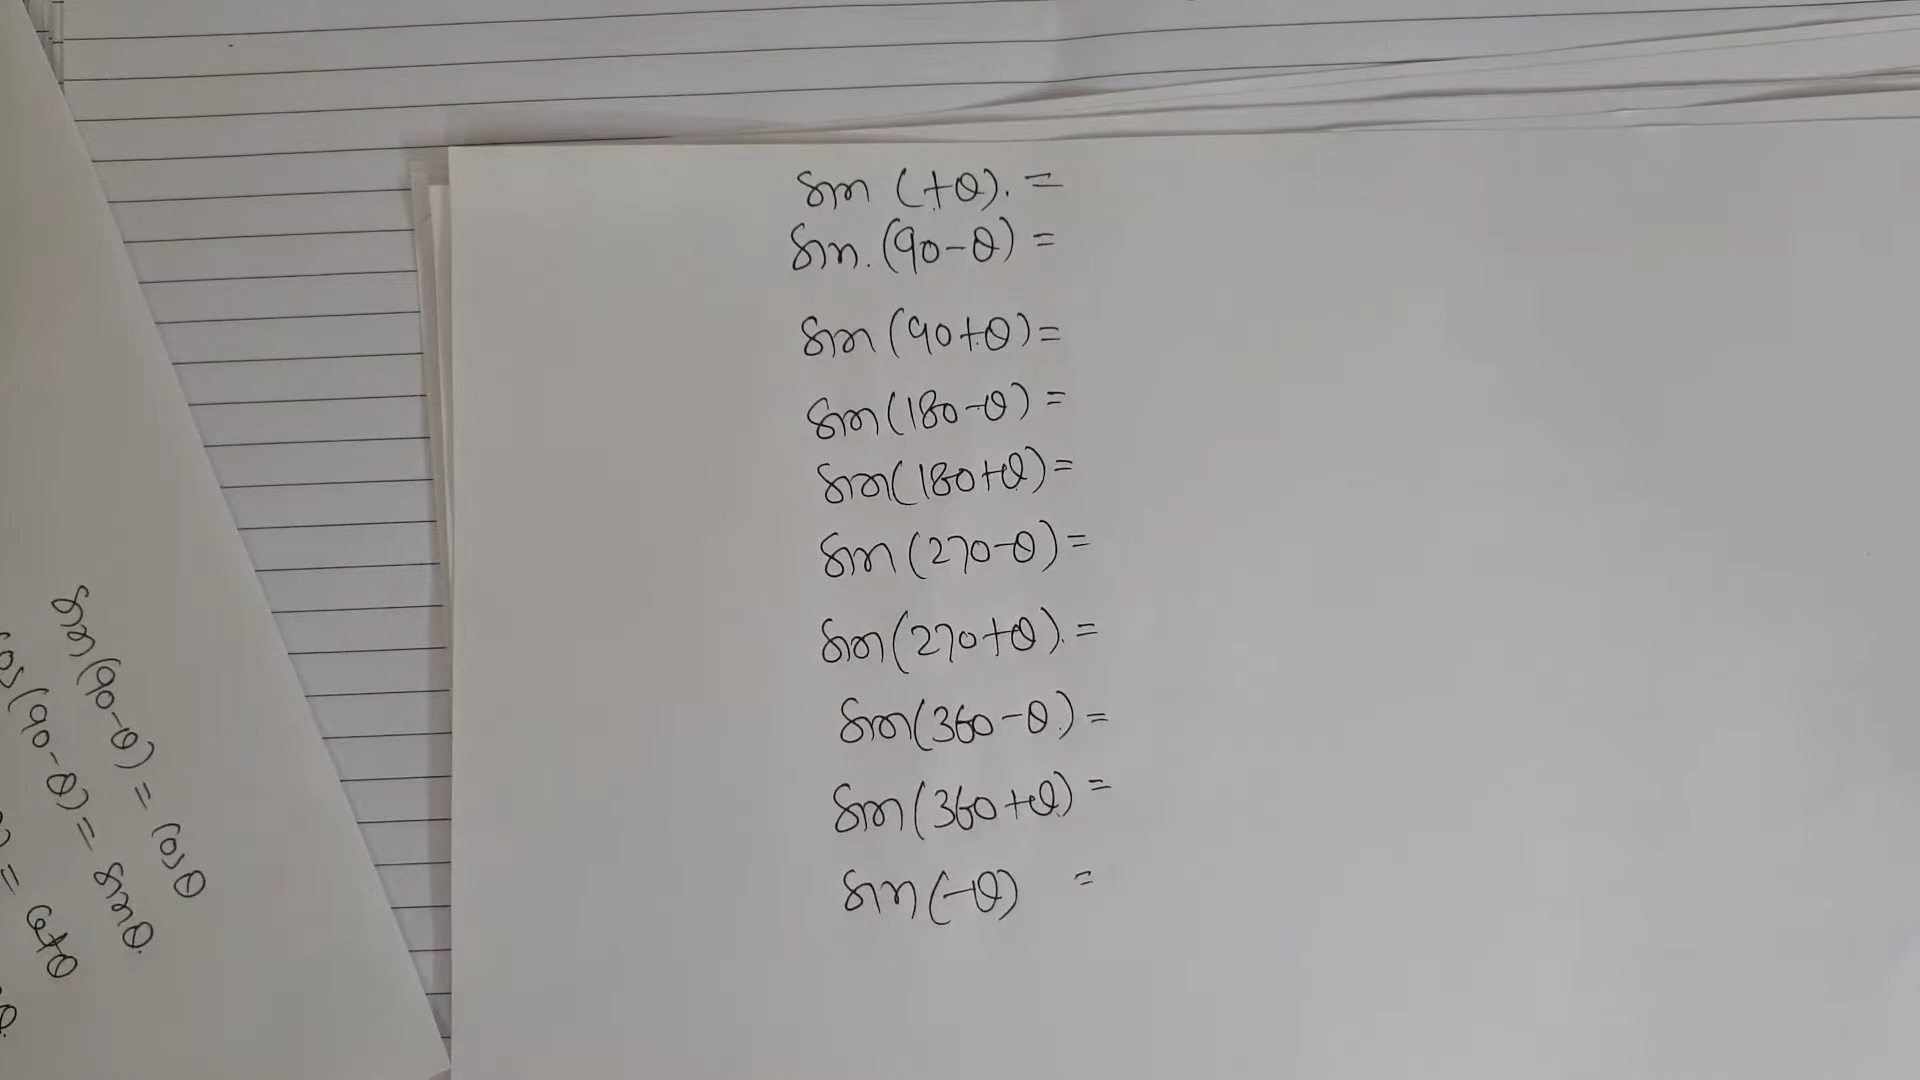 sin (+θ). =
sin. (90-θ) =
sin (90+θ) =
sin (180-θ) =
sin (180+θ) =
sin (270-θ) =
sin (270+θ). =
sin (360-θ.) =
sin (360+θ) =
sin (-θ) =
sin (90-θ) = cosθ
cos (90-θ) = sinθ
= cotθ